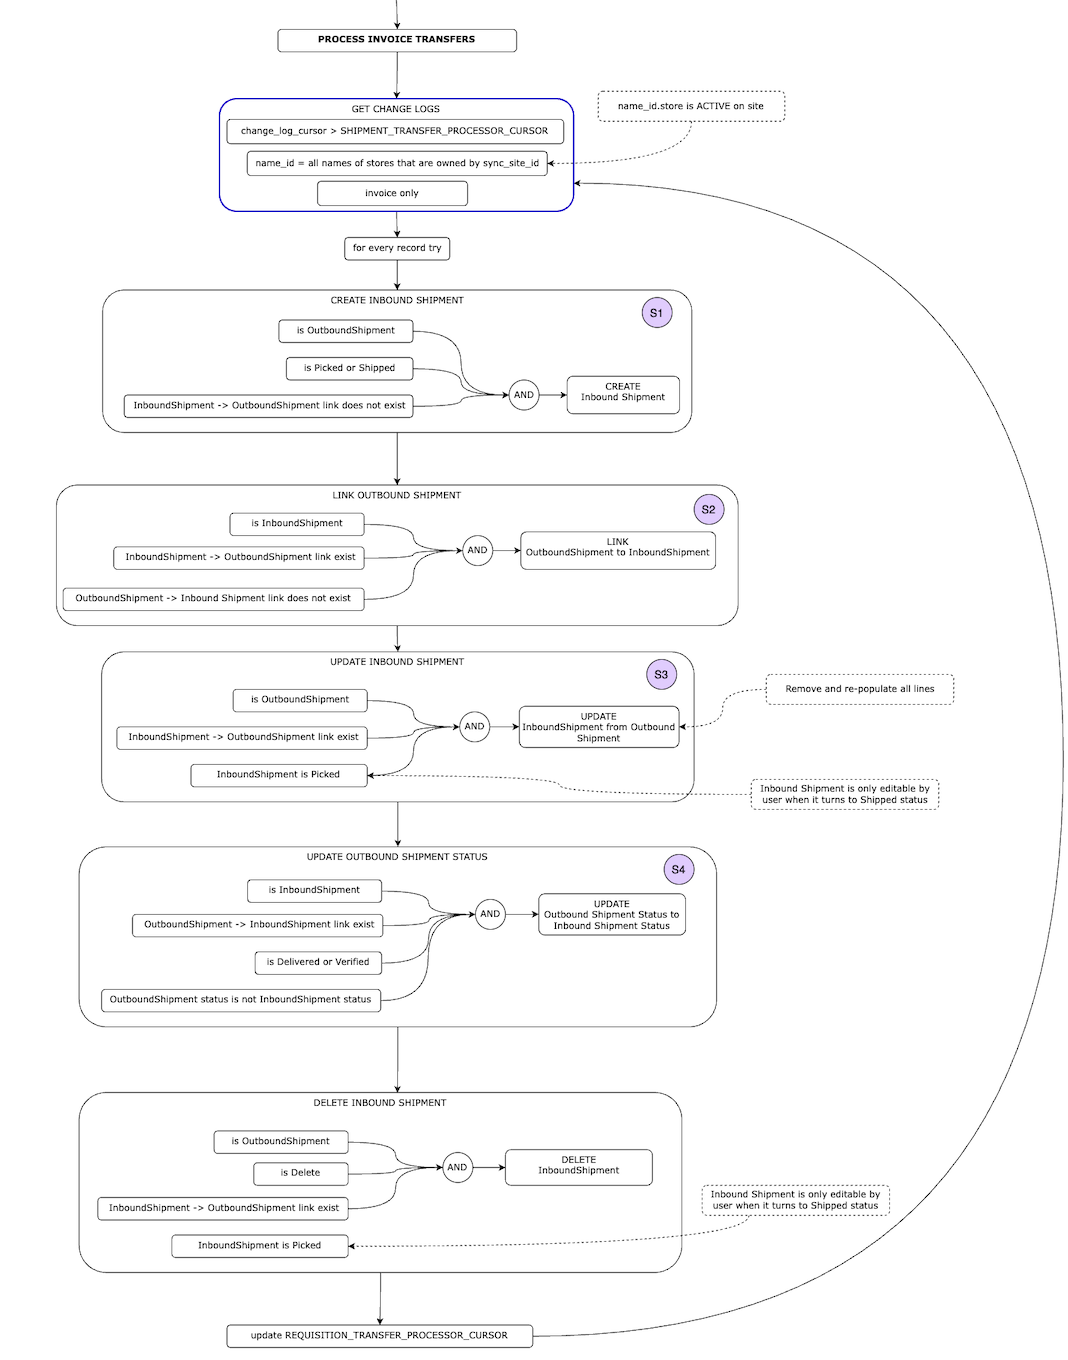 PROCESS INVOICE TRANSFERS
GET CHANGE LOGS
change_log_cursor > SHIPMENT_TRANSFER_PROCESSOR_CURSOR
name_id = all names of stores that are owned by sync_site_id
invoice only
name_id.store is ACTIVE on site
for every record try
CREATE INBOUND SHIPMENT
S1
is OutboundShipment
is Picked or Shipped
InboundShipment -> OutboundShipment link does not exist
AND
CREATE
Inbound Shipment
LINK OUTBOUND SHIPMENT
S2
is InboundShipment
InboundShipment -> OutboundShipment link exist
OutboundShipment -> Inbound Shipment link does not exist
AND
LINK
OutboundShipment to InboundShipment
UPDATE INBOUND SHIPMENT
S3
is OutboundShipment
InboundShipment -> OutboundShipment link exist
InboundShipment is Picked
AND
UPDATE
InboundShipment from Outbound
Shipment
Remove and re-populate all lines
Inbound Shipment is only editable by
user when it turns to Shipped status
UPDATE OUTBOUND SHIPMENT STATUS
S4
is InboundShipment
OutboundShipment -> InboundShipment link exist
is Delivered or Verified
OutboundShipment status is not InboundShipment status
AND
UPDATE
Outbound Shipment Status to
Inbound Shipment Status
DELETE INBOUND SHIPMENT
is OutboundShipment
is Delete
InboundShipment -> OutboundShipment link exist
InboundShipment is Picked
AND
DELETE
InboundShipment
Inbound Shipment is only editable by
user when it turns to Shipped status
update REQUISITION_TRANSFER_PROCESSOR_CURSOR